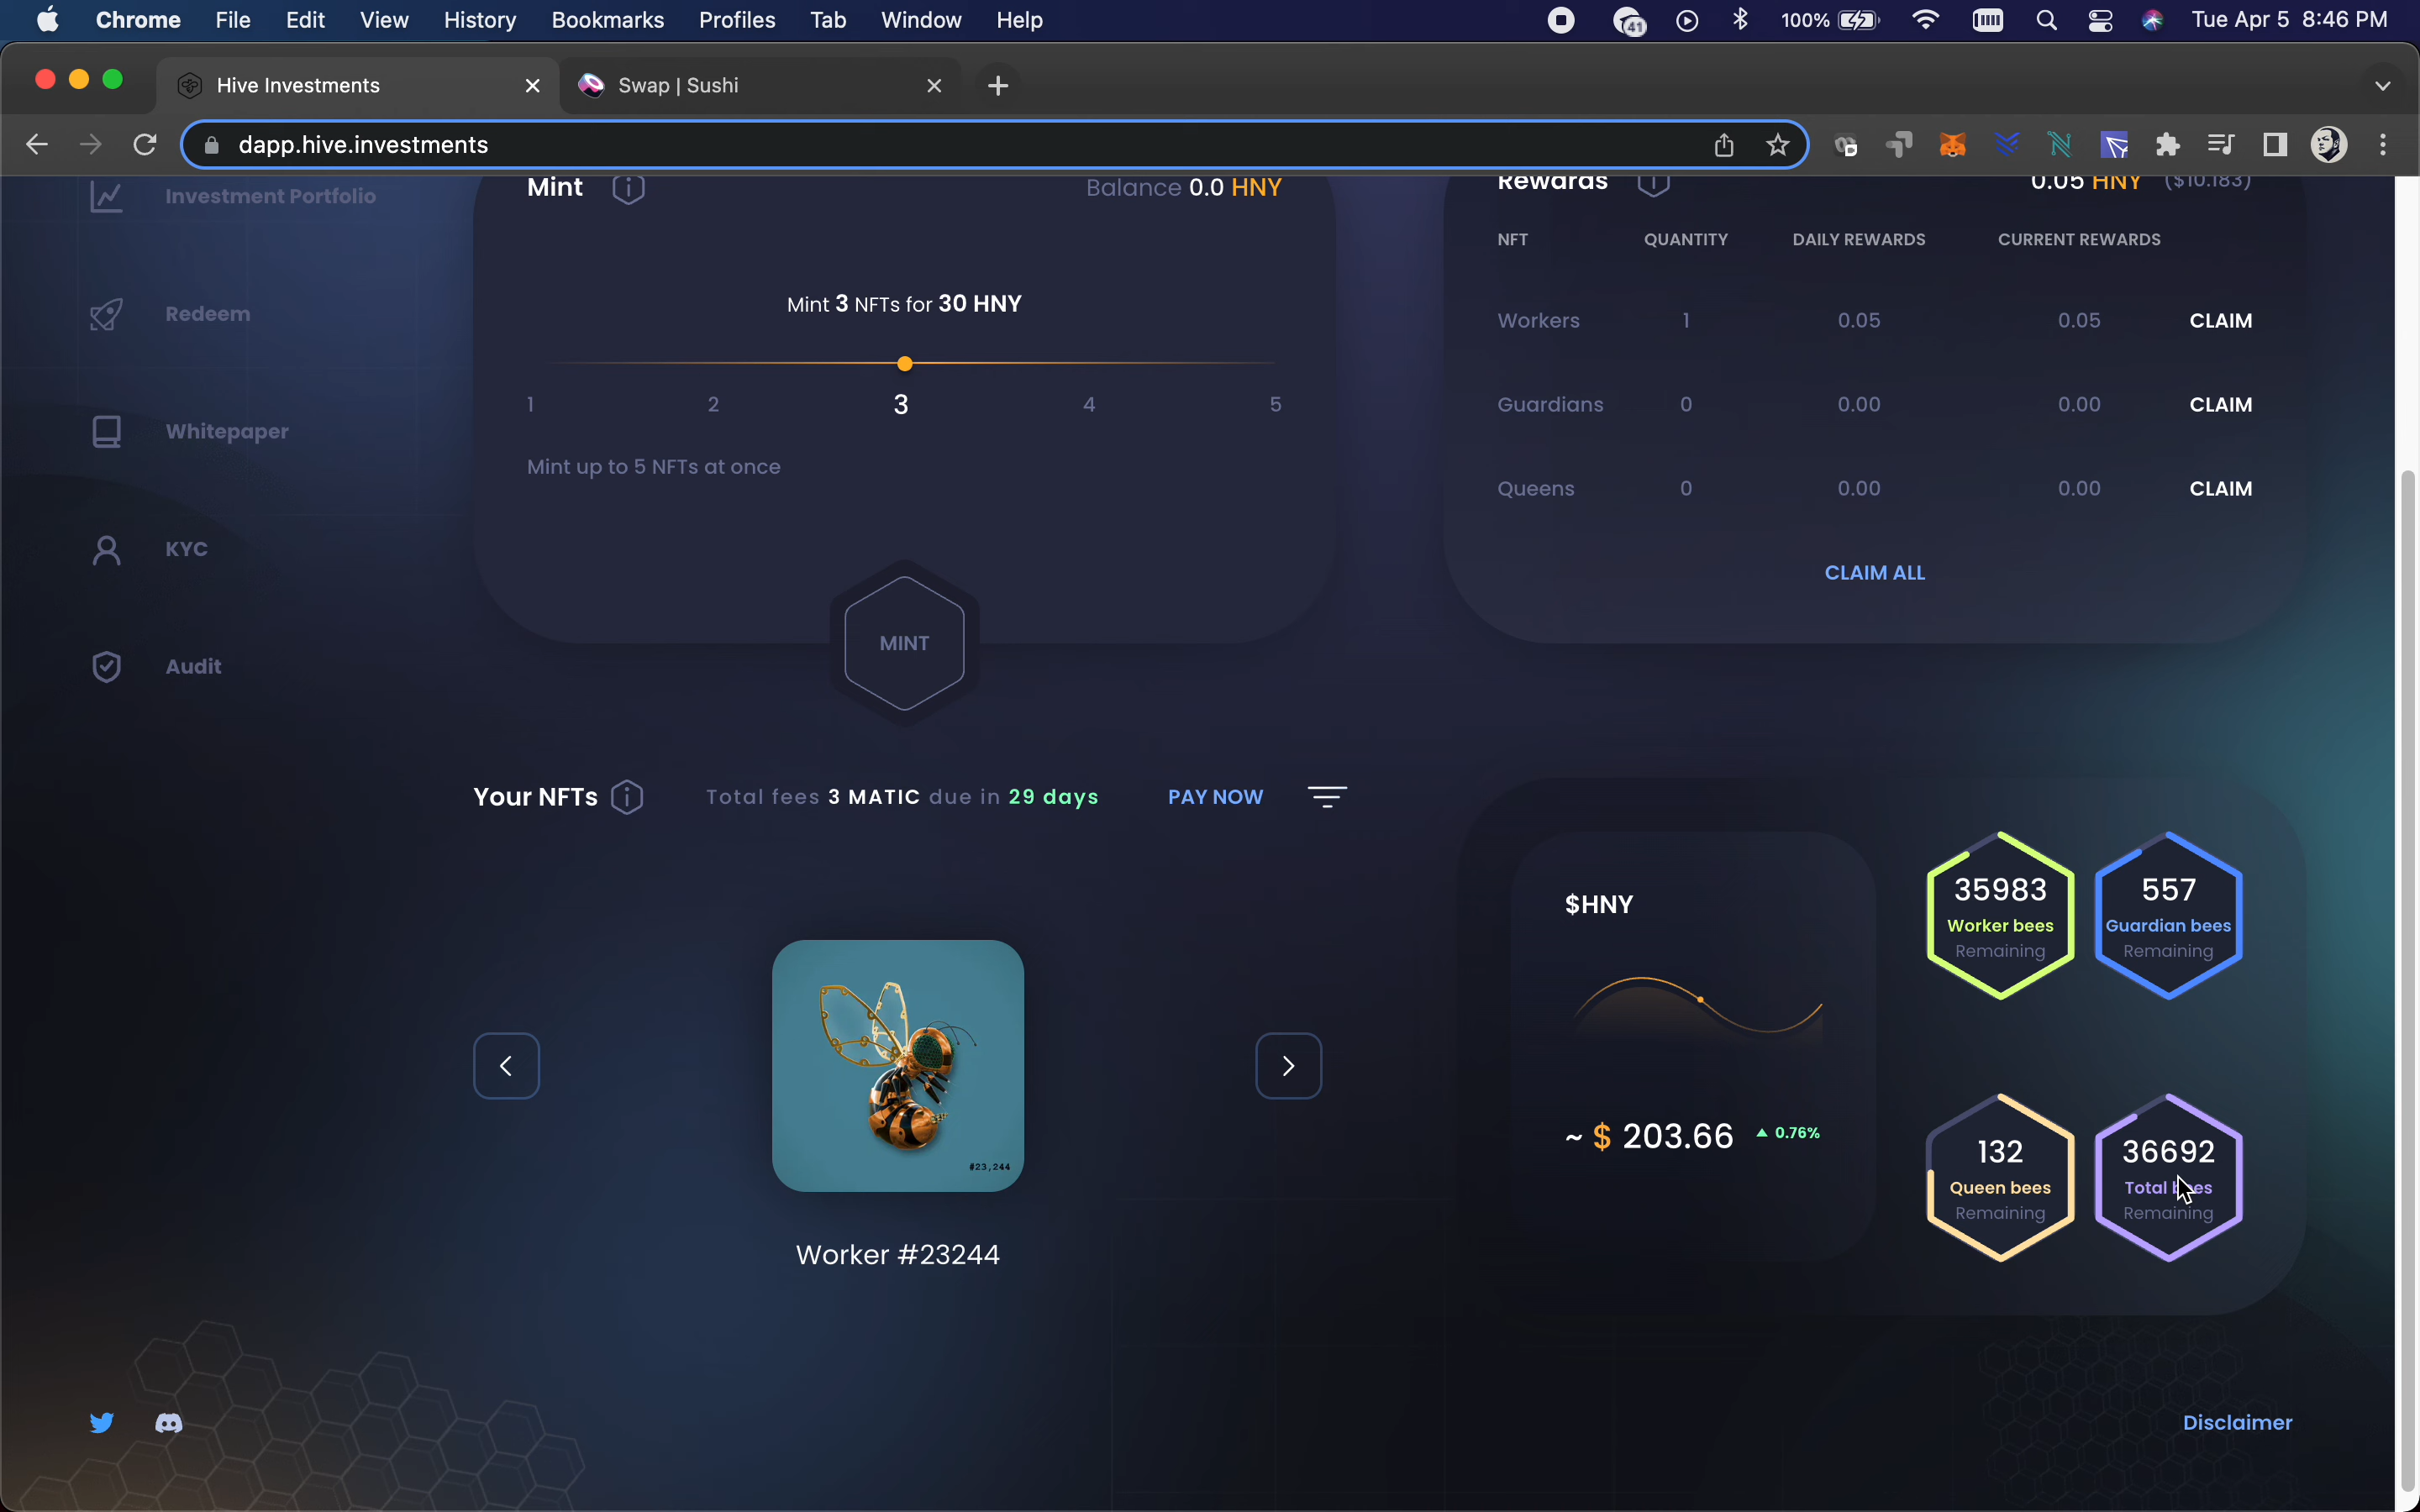 Chrome File Edit View History Bookmarks Profiles Tab Window Help 41 100% Tue Apr 5 8:46 PM
Hive Investments Swap | Sushi
dapp.hive.investments
Investment Portfolio
Redeem
Whitepaper
KYC
Audit
Mint Balance 0.0 HNY
Mint 3 NFTs for 30 HNY
1 2 3 4 5
Mint up to 5 NFTs at once
MINT
Rewards 0.05 HNY ($10.183)
NFT QUANTITY DAILY REWARDS CURRENT REWARDS
Workers 1 0.05 0.05 CLAIM
Guardians 0 0.00 0.00 CLAIM
Queens 0 0.00 0.00 CLAIM
CLAIM ALL
Your NFTs Total fees 3 MATIC due in 29 days PAY NOW
#23,244
Worker #23244
$HNY
~ $ 203.66 0.76%
35983
Worker bees
Remaining
557
Guardian bees
Remaining
132
Queen bees
Remaining
36692
Total bees
Remaining
Disclaimer